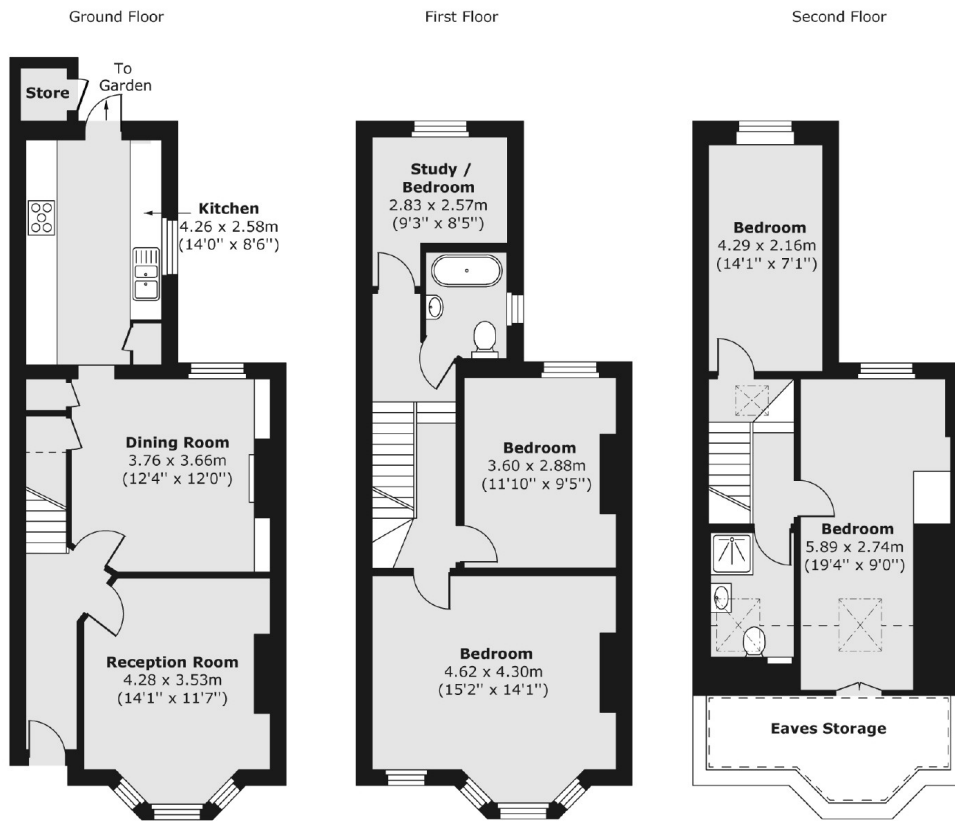 Ground Floor
First Floor
Second Floor
Store
To
Garden
Kitchen
4.26 x 2.58m
(14'0" x 8'6")
Dining Room
3.76 x 3.66m
(12'4" x 12'0")
Reception Room
4.28 x 3.53m
(14'1" x 11'7")
Study /
Bedroom
2.83 x 2.57m
(9'3" x 8'5")
Bedroom
3.60 x 2.88m
(11'10" x 9'5")
Bedroom
4.62 x 4.30m
(15'2" x 14'1")
Bedroom
4.29 x 2.16m
(14'1" x 7'1")
Bedroom
5.89 x 2.74m
(19'4" x 9'0")
Eaves Storage